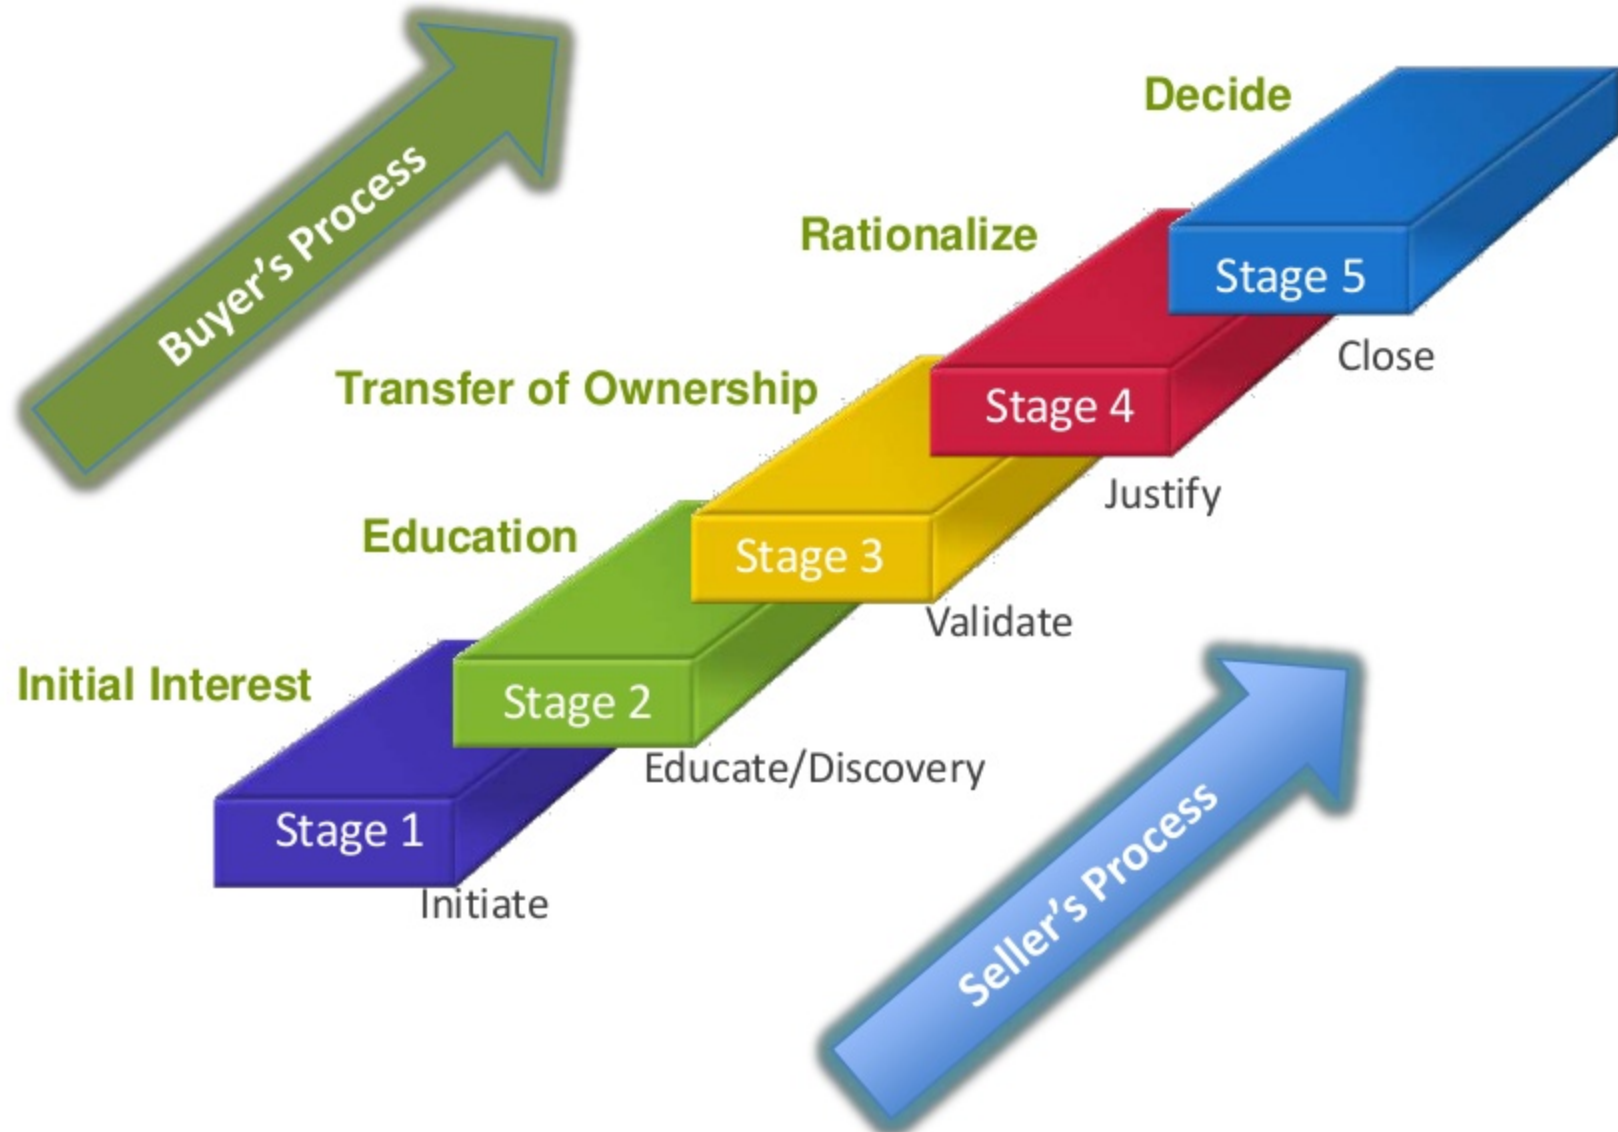 Buyer's Process
Decide
Stage 5
Close
Rationalize
Stage 4
Justify
Transfer of Ownership
Stage 3
Validate
Education
Stage 2
Educate/Discovery
Initial Interest
Stage 1
Initiate
Seller's Process